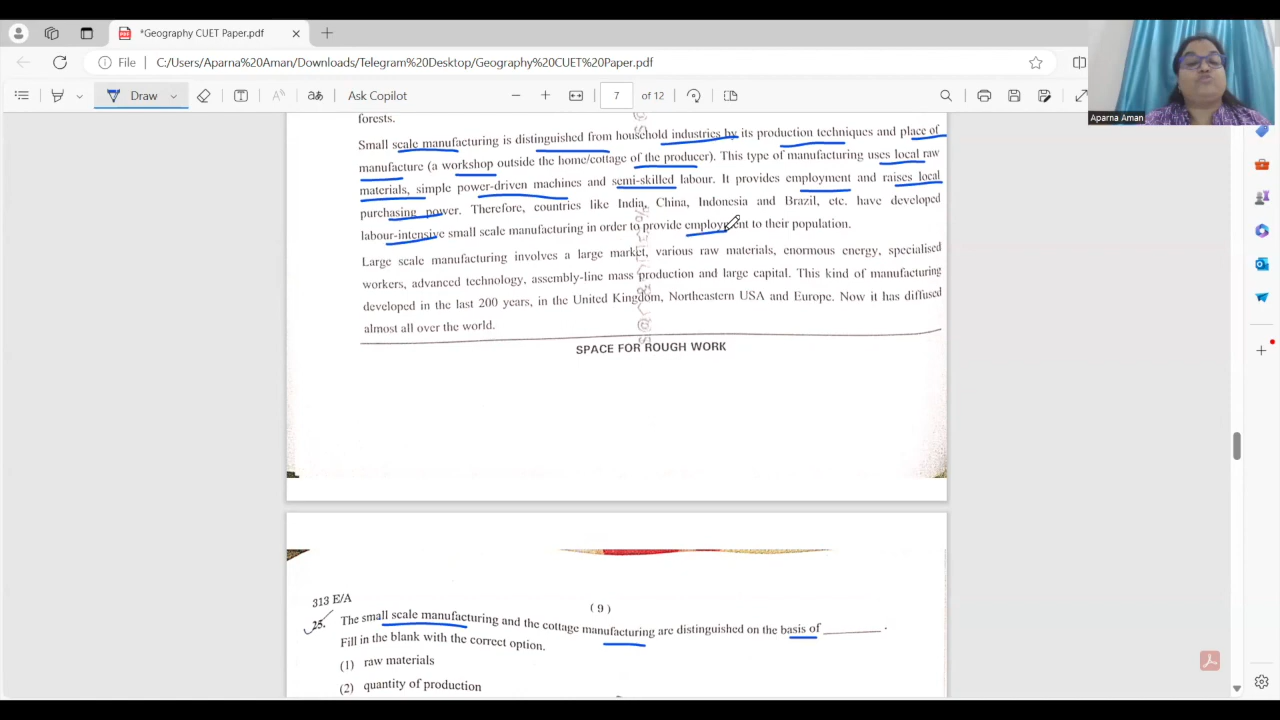 *Geography CUET Paper.pdf
File C:/Users/Aparna%20Aman/Downloads/Telegram%20Desktop/Geography%20CUET%20Paper.pdf
Draw Ask Copilot 7 of 12
Aparna Aman
forests.
Small scale manufacturing is distinguished from household industries by its production techniques and place of
manufacture (a workshop outside the home/cottage of the producer). This type of manufacturing uses local raw
materials, simple power-driven machines and semi-skilled labour. It provides employment and raises local
purchasing power. Therefore, countries like India, China, Indonesia and Brazil, etc. have developed
labour-intensive small scale manufacturing in order to provide employment to their population.
Large scale manufacturing involves a large market, various raw materials, enormous energy, specialised
workers, advanced technology, assembly-line mass production and large capital. This kind of manufacturing
developed in the last 200 years, in the United Kingdom, Northeastern USA and Europe. Now it has diffused
almost all over the world.
SPACE FOR ROUGH WORK
313 E/A
( 9 )
25. The small scale manufacturing and the cottage manufacturing are distinguished on the basis of ________ .
Fill in the blank with the correct option.
(1) raw materials
(2) quantity of production